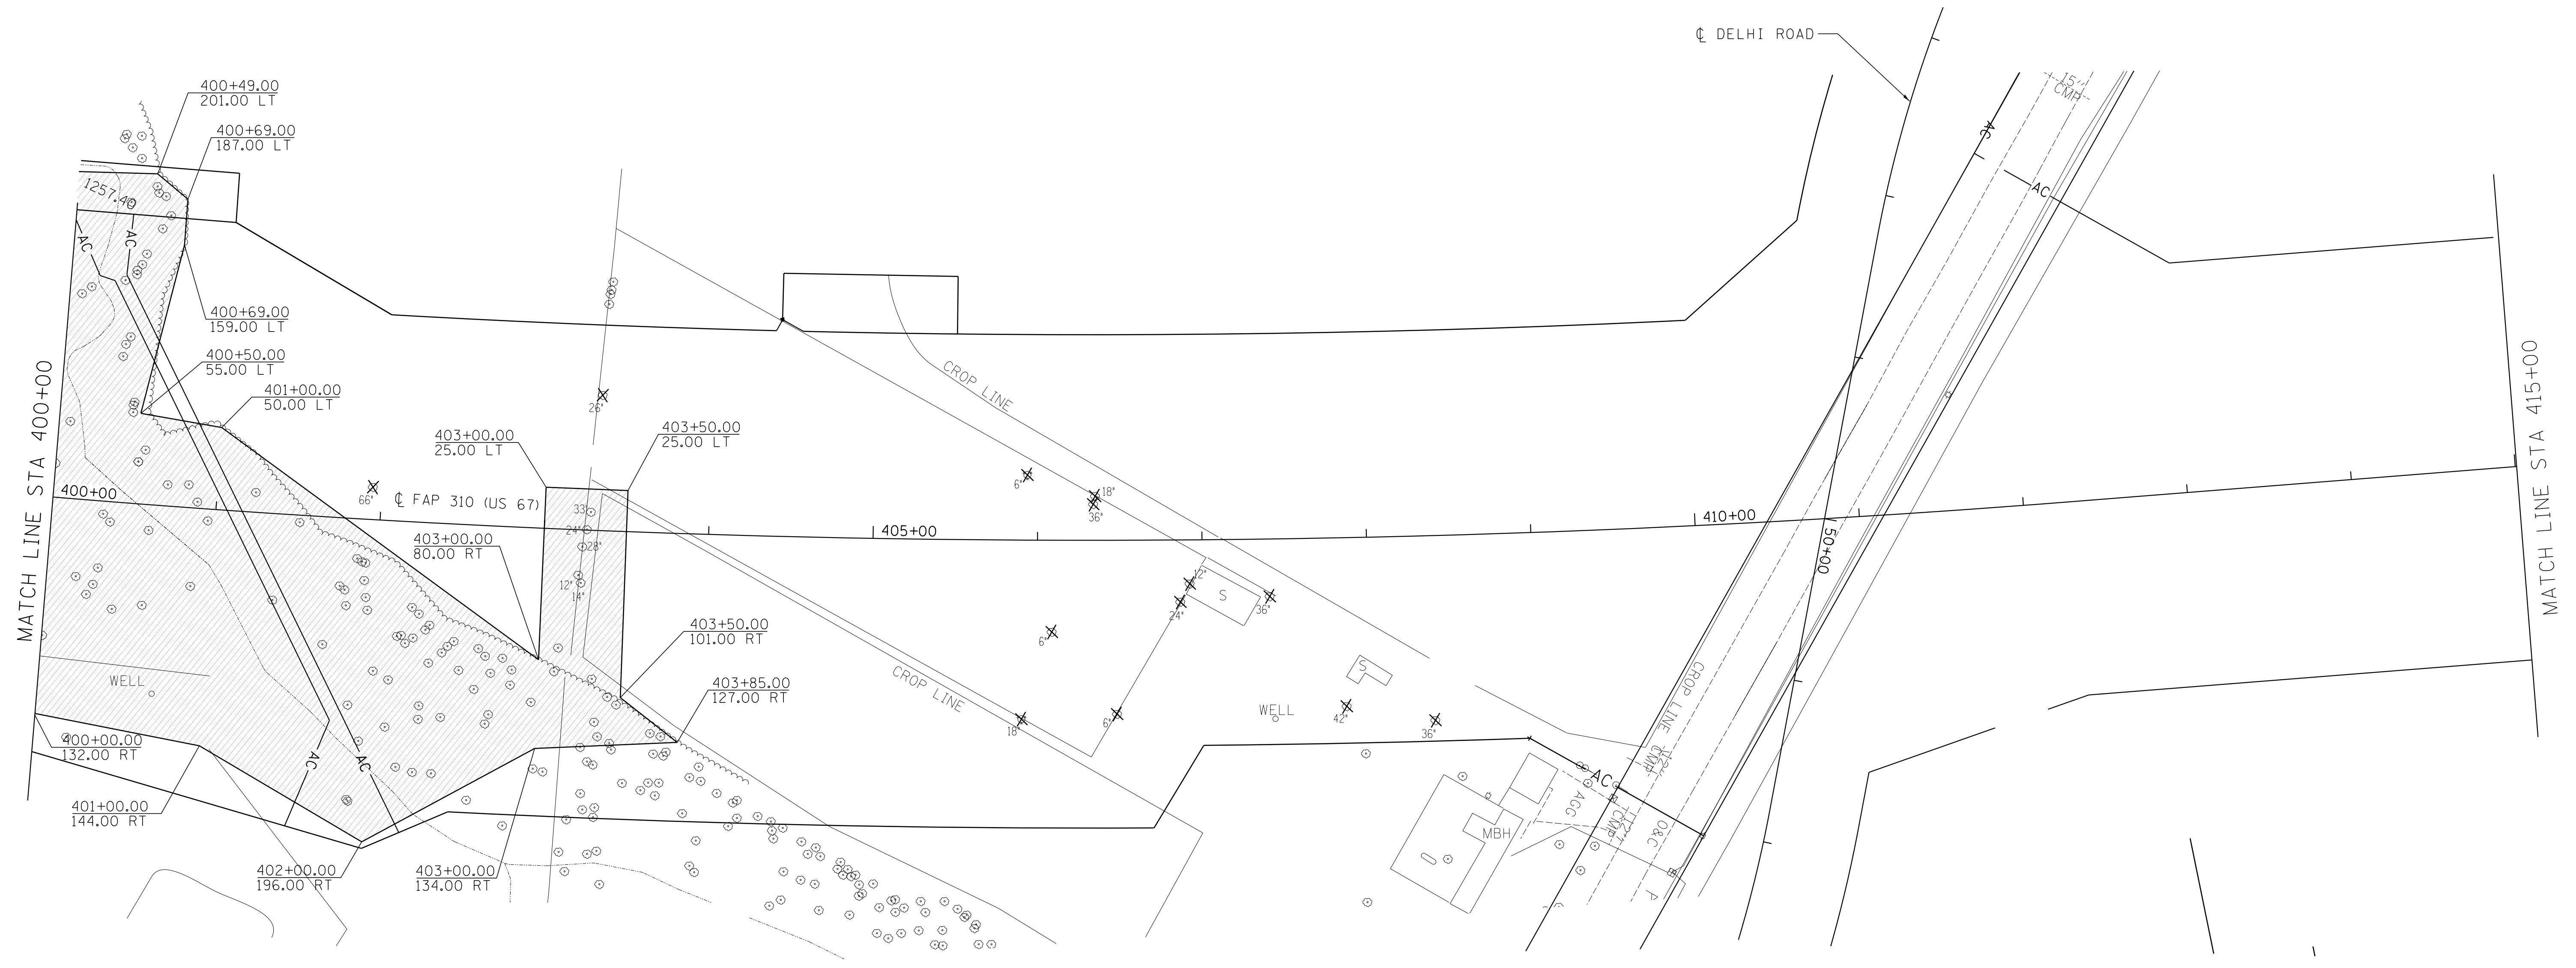 ℄ DELHI ROAD
15"
CMP
400+49.00
201.00 LT
400+69.00
187.00 LT
1257.40
AC
AC
AC
AC
400+69.00
159.00 LT
400+50.00
55.00 LT
401+00.00
50.00 LT
CROP LINE
26"
403+00.00
25.00 LT
403+50.00
25.00 LT
MATCH LINE STA 400+00
MATCH LINE STA 415+00
400+00
66"
℄ FAP 310 (US 67)
33"
24"
28"
12"
14"
6"
18"
36"
405+00
410+00
50+00
403+00.00
80.00 RT
12"
24"
S
36"
6"
403+50.00
101.00 RT
S
CROP LINE
CROP LINE
WELL
403+85.00
127.00 RT
18"
6"
WELL
42"
36"
400+00.00
132.00 RT
AC
AC
AC
12"
CMP
AGG
12"
CMP
O&C
401+00.00
144.00 RT
MBH
402+00.00
196.00 RT
403+00.00
134.00 RT
P